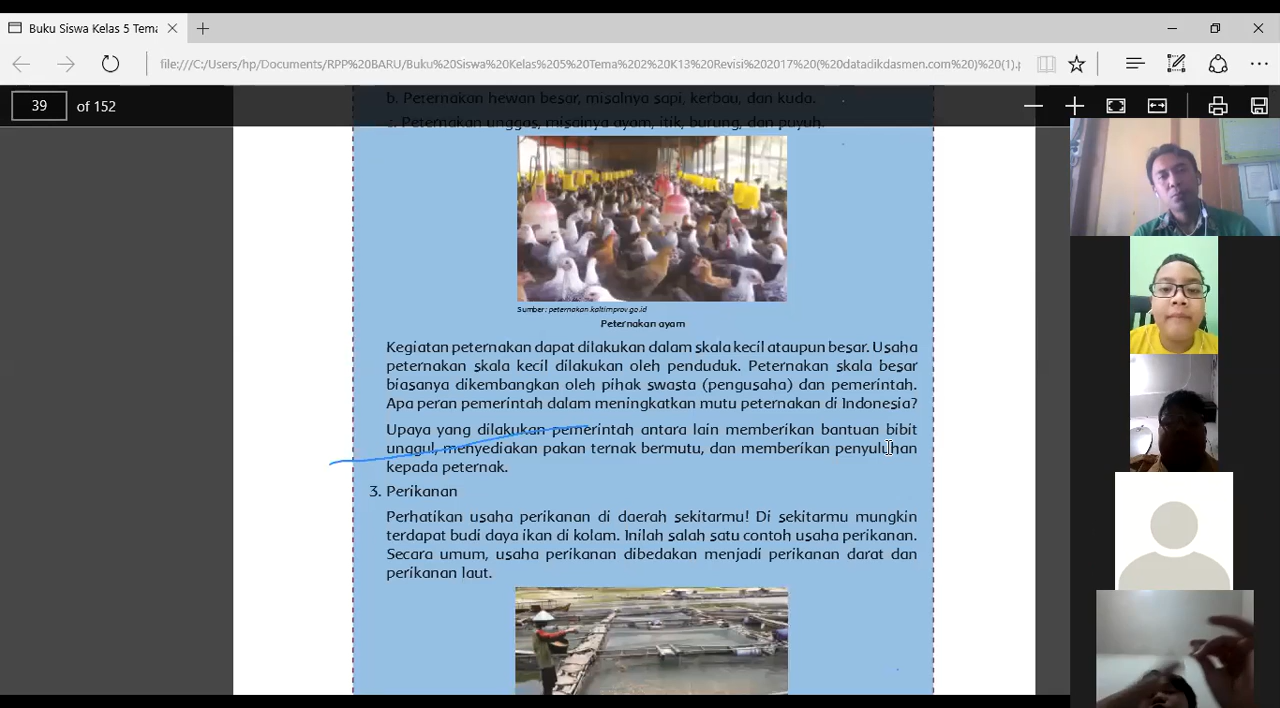 Buku Siswa Kelas 5 Tema
file:///C:/Users/hp/Documents/RPP%20BARU/Buku%20Siswa%20Kelas%205%20Tema%202%20K13%20Revisi%202017%20(%20datadikdasmen.com%20)%20(1).p
39 of 152
b. Peternakan hewan besar, misalnya sapi, kerbau, dan kuda.
c. Peternakan unggas, misalnya ayam, itik, burung, dan puyuh.
Sumber: peternakan.kaltimprov.go.id
Peternakan ayam
Kegiatan peternakan dapat dilakukan dalam skala kecil ataupun besar. Usaha
peternakan skala kecil dilakukan oleh penduduk. Peternakan skala besar
biasanya dikembangkan oleh pihak swasta (pengusaha) dan pemerintah.
Apa peran pemerintah dalam meningkatkan mutu peternakan di Indonesia?
Upaya yang dilakukan pemerintah antara lain memberikan bantuan bibit
unggul, menyediakan pakan ternak bermutu, dan memberikan penyuluhan
kepada peternak.
3. Perikanan
Perhatikan usaha perikanan di daerah sekitarmu! Di sekitarmu mungkin
terdapat budi daya ikan di kolam. Inilah salah satu contoh usaha perikanan.
Secara umum, usaha perikanan dibedakan menjadi perikanan darat dan
perikanan laut.